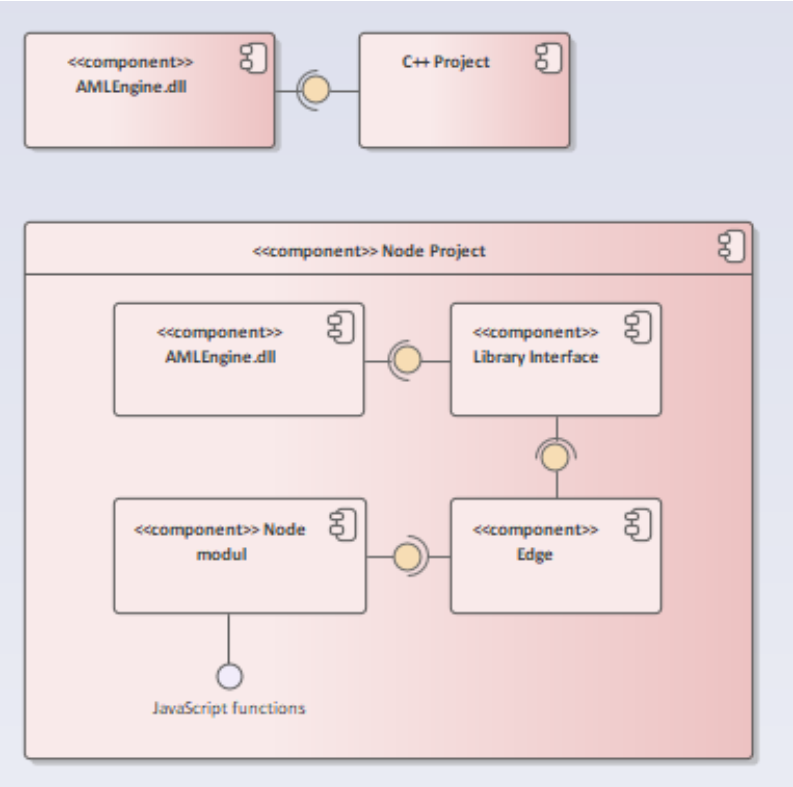 <<component>>
AMLEngine.dll
C++ Project
<<component>> Node Project
<<component>>
AMLEngine.dll
<<component>>
Library Interface
<<component>> Node
modul
<<component>>
Edge
JavaScript functions